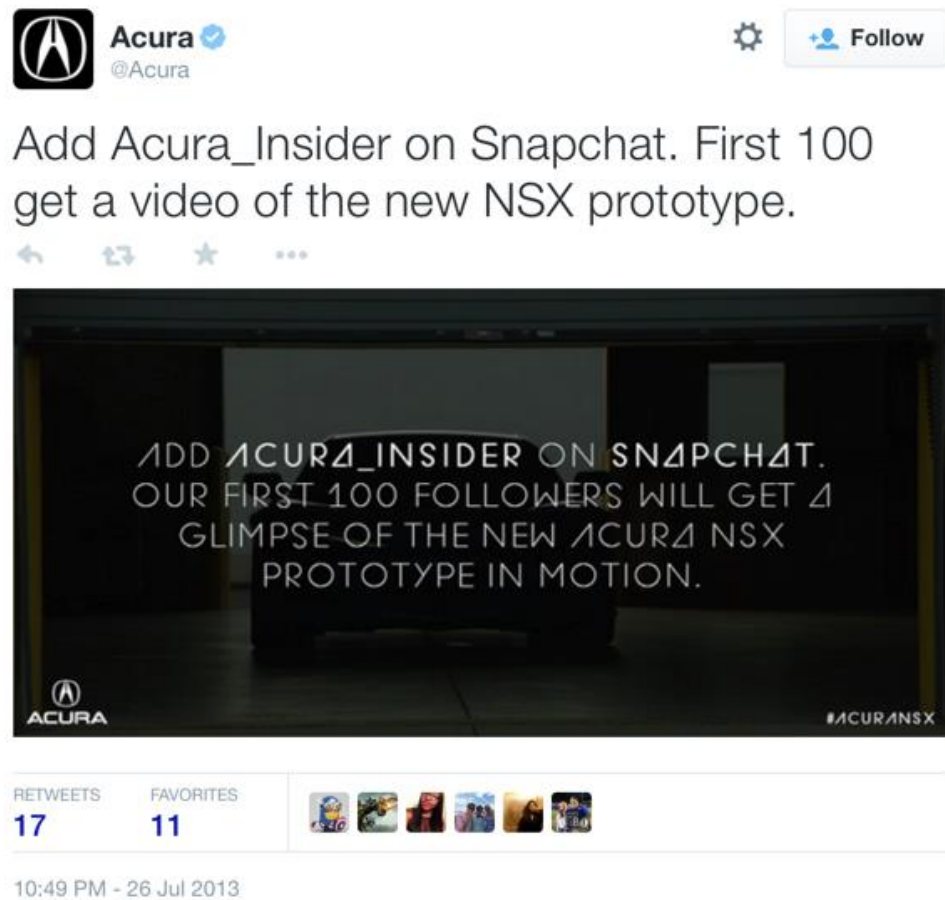 Acura
@Acura
Follow
Add Acura_Insider on Snapchat. First 100
get a video of the new NSX prototype.
ADD ACURA_INSIDER ON SNAPCHAT.
OUR FIRST 100 FOLLOWERS WILL GET A
GLIMPSE OF THE NEW ACURA NSX
PROTOTYPE IN MOTION.
ACURA
#ACURANSX
RETWEETS FAVORITES
17 11
10:49 PM - 26 Jul 2013